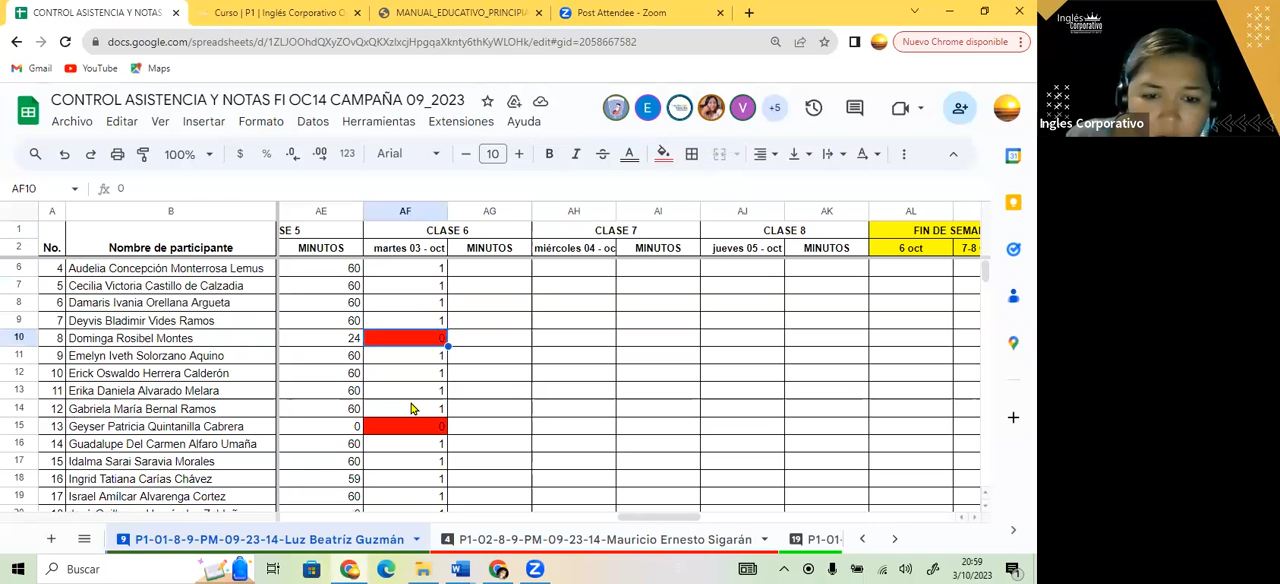 CONTROL ASISTENCIA Y NOTAS
Curso | P1 | Inglés Corporativo O
MANUAL_EDUCATIVO_PRINCIPIA
Post Attendee - Zoom
docs.google.com/spreadsheets/d/1ZLJOOhdQXyZOvQxQKXzlxcjHpgqaXknty6thKyWLOHk/edit#gid=2058667582
Nuevo Chrome disponible
Gmail YouTube Maps
CONTROL ASISTENCIA Y NOTAS FI OC14 CAMPAÑA 09_2023
E V +5
Archivo Editar Ver Insertar Formato Datos Herramientas Extensiones Ayuda
100% $ % .0 .00 123 Arial 10 B I A
AF10 fx 0
A B AE AF AG AH AI AJ AK AL
1 SE 5 CLASE 6 CLASE 7 CLASE 8 FIN DE SEMA
2 No. Nombre de participante MINUTOS martes 03 - oct MINUTOS miércoles 04 - oc MINUTOS jueves 05 - oct MINUTOS 6 oct 7-8
6 4 Audelia Concepción Monterrosa Lemus 60 1
7 5 Cecilia Victoria Castillo de Calzadia 60 1
8 6 Damaris Ivania Orellana Argueta 60 1
9 7 Deyvis Bladimir Vides Ramos 60 1
10 8 Dominga Rosibel Montes 24 0
11 9 Emelyn Iveth Solorzano Aquino 60 1
12 10 Erick Oswaldo Herrera Calderón 60 1
13 11 Erika Daniela Alvarado Melara 60 1
14 12 Gabriela María Bernal Ramos 60 1
15 13 Geyser Patricia Quintanilla Cabrera 0 0
16 14 Guadalupe Del Carmen Alfaro Umaña 60 1
17 15 Idalma Sarai Saravia Morales 60 1
18 16 Ingrid Tatiana Carías Chávez 59 1
19 17 Israel Amílcar Alvarenga Cortez 60 1
9 P1-01-8-9-PM-09-23-14-Luz Beatríz Guzmán
4 P1-02-8-9-PM-09-23-14-Mauricio Ernesto Sigarán
19 P1-01-
Buscar
20:59
3/10/2023
Inglés
Corporativo
Ingles Corporativo